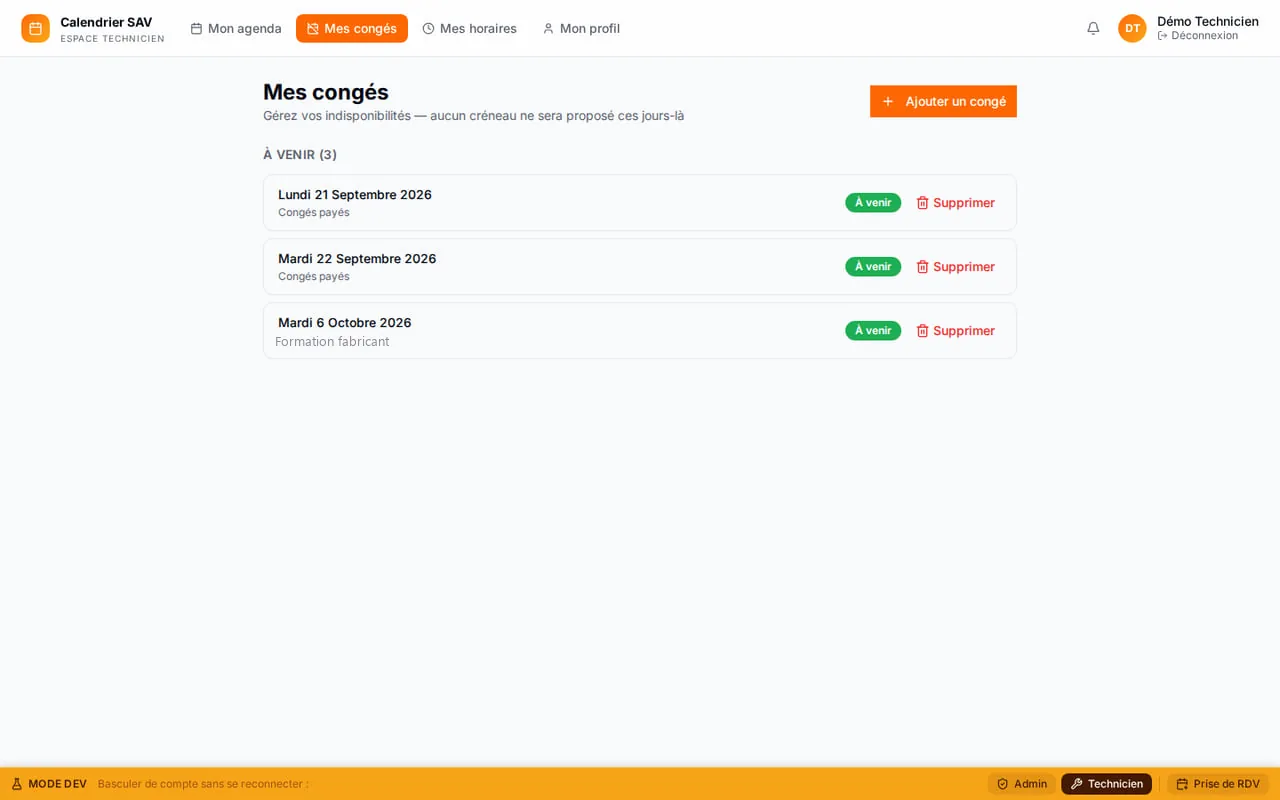 Calendrier SAV
ESPACE TECHNICIEN
Mon agenda
Mes congés
Mes horaires
Mon profil
DT
Démo Technicien
Déconnexion
Mes congés
Gérez vos indisponibilités — aucun créneau ne sera proposé ces jours-là
Ajouter un congé
À VENIR (3)
Lundi 21 Septembre 2026
Congés payés
À venir
Supprimer
Mardi 22 Septembre 2026
Congés payés
À venir
Supprimer
Mardi 6 Octobre 2026
Formation fabricant
À venir
Supprimer
MODE DEV
Basculer de compte sans se reconnecter :
Admin
Technicien
Prise de RDV